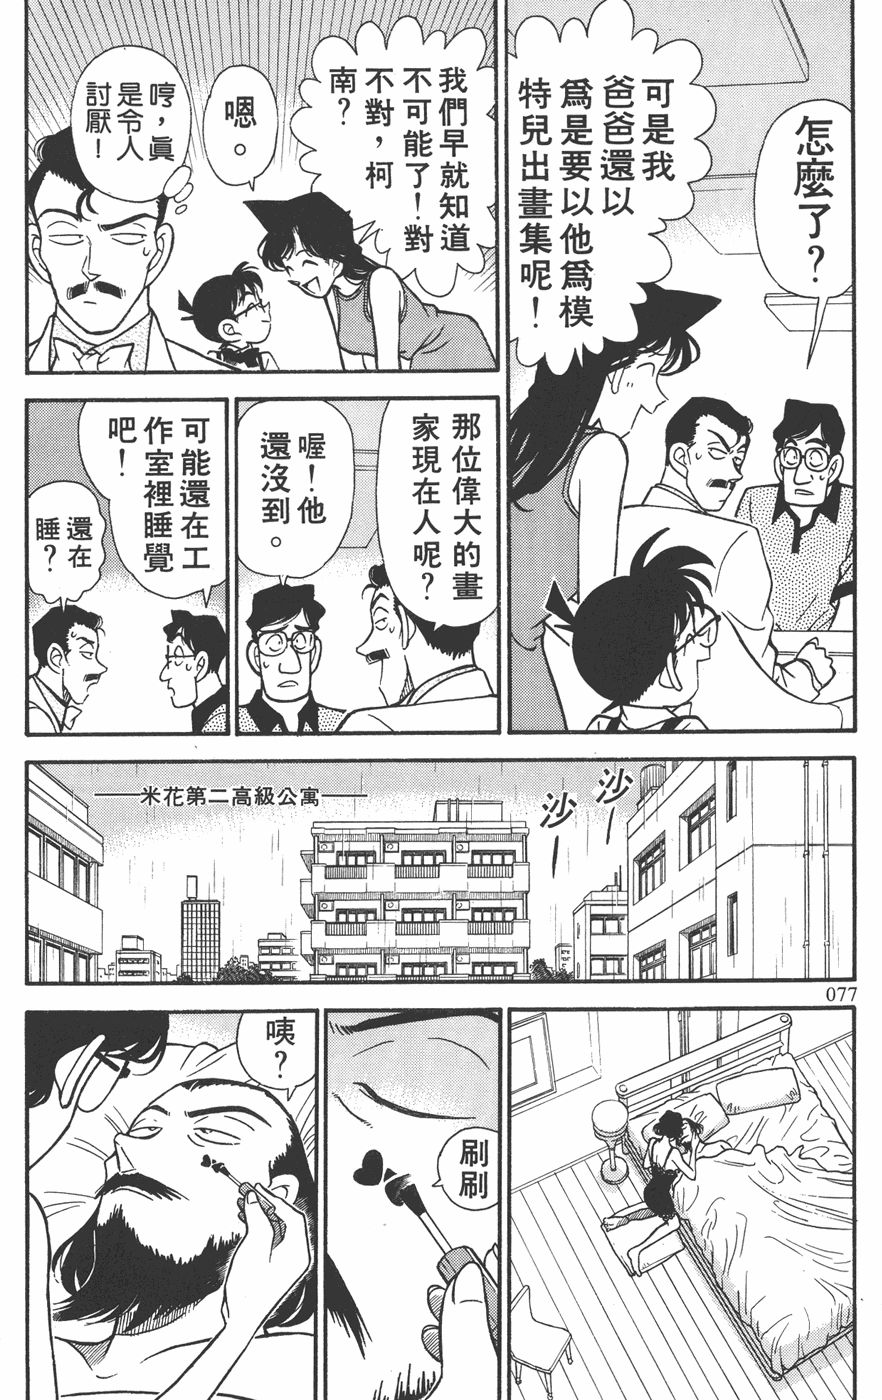 怎麼了?
可是我
爸爸還以
爲是要以他爲模
特兒出畫集呢!
我們早就知道
不可能了!對
不對,柯
南?
嗯。
哼,眞
是令人
討厭!
那位偉大的畫
家現在人呢?
喔!他
還沒到。
可能還在工
作室裡睡覺
吧!
還在
睡?
——米花第二高級公寓——
沙—
沙—
077
刷
刷
咦?